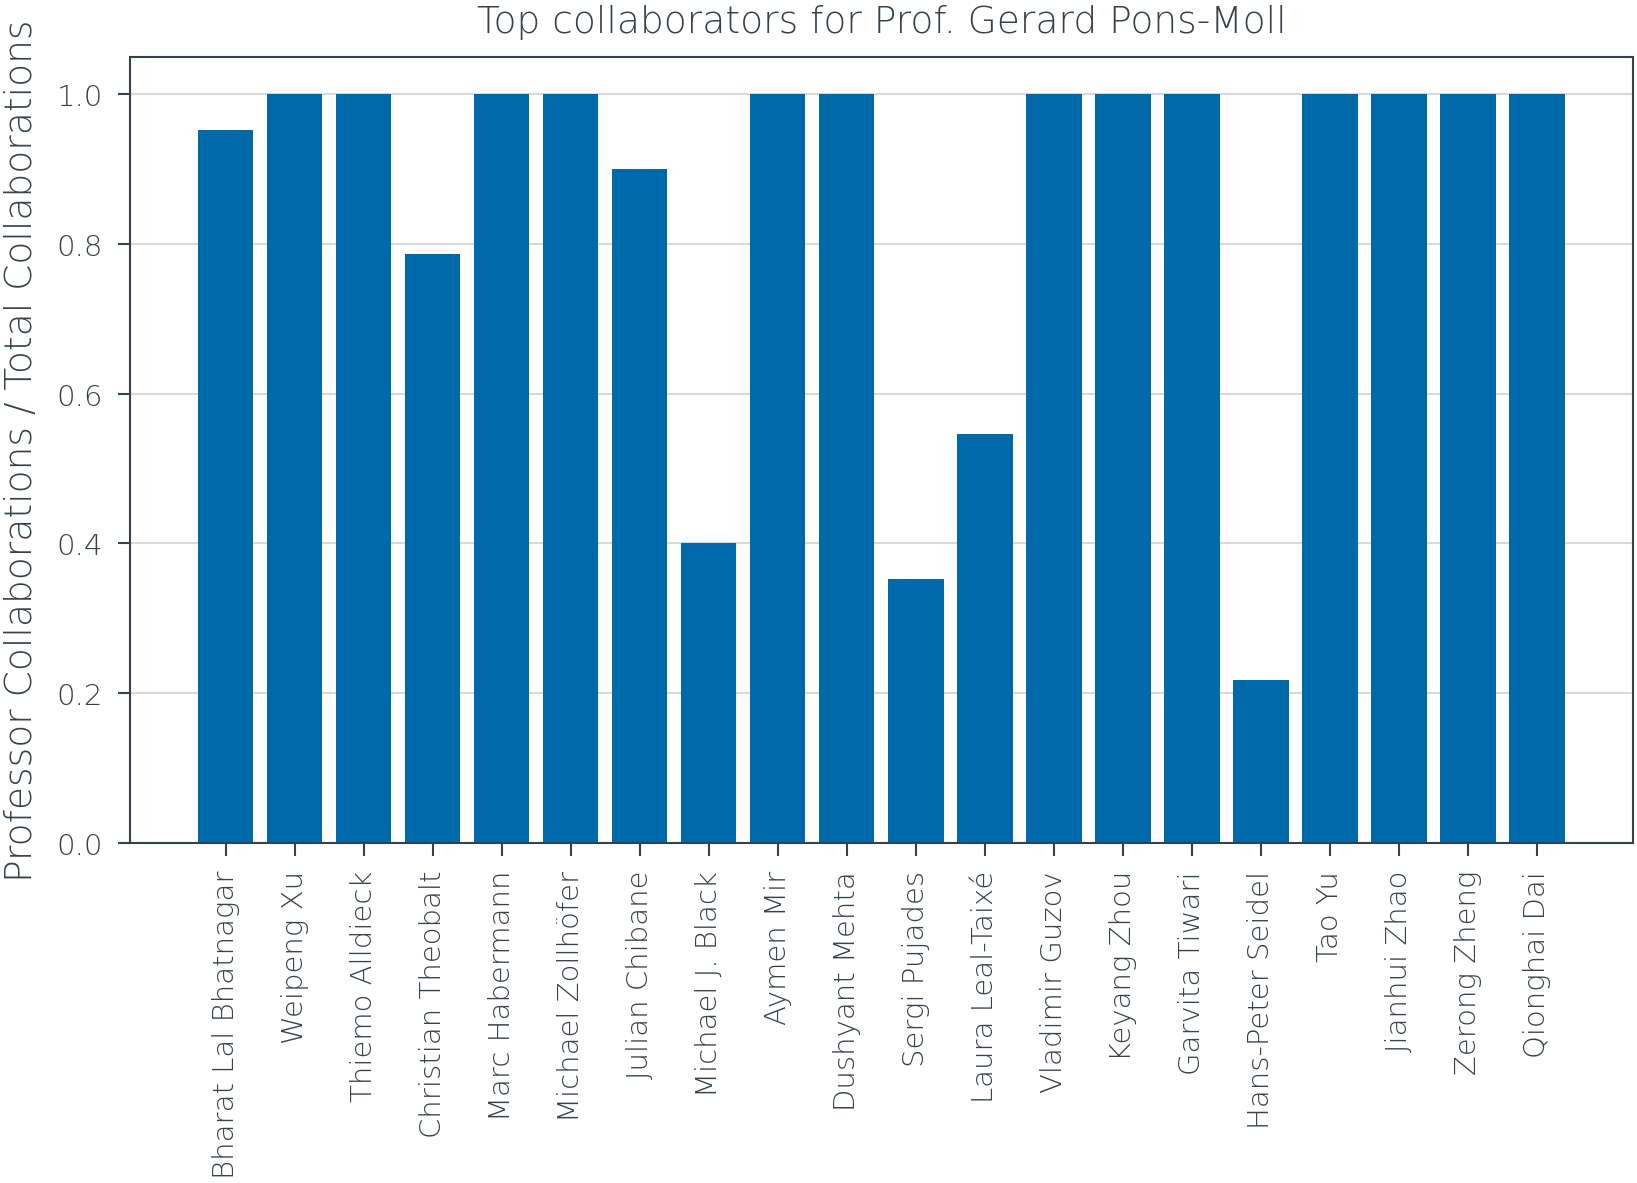 Top collaborators for Prof. Gerard Pons-Moll
Professor Collaborations / Total Collaborations
1.0
0.8
0.6
0.4
0.2
0.0
Bharat Lal Bhatnagar
Weipeng Xu
Thiemo Alldieck
Christian Theobalt
Marc Habermann
Michael Zollhöfer
Julian Chibane
Michael J. Black
Aymen Mir
Dushyant Mehta
Sergi Pujades
Laura Leal-Taixé
Vladimir Guzov
Keyang Zhou
Garvita Tiwari
Hans-Peter Seidel
Tao Yu
Jianhui Zhao
Zerong Zheng
Qionghai Dai